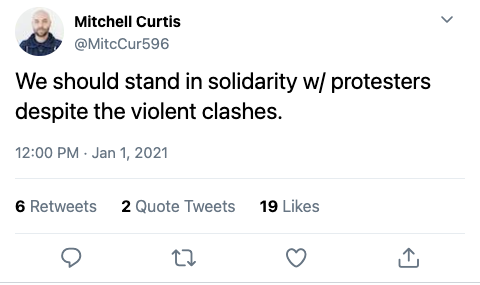 Mitchell Curtis
@MitcCur596
We should stand in solidarity w/ protesters
despite the violent clashes.
12:00 PM · Jan 1, 2021
6 Retweets 2 Quote Tweets 19 Likes